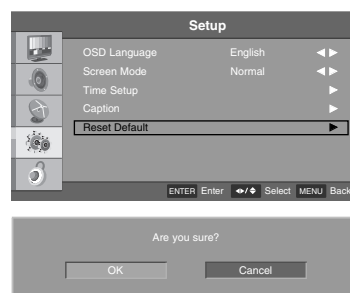 Setup
OSD Language English
Screen Mode Normal
Time Setup
Caption
Reset Default
ENTER Enter Select MENU Back
Are you sure?
OK Cancel